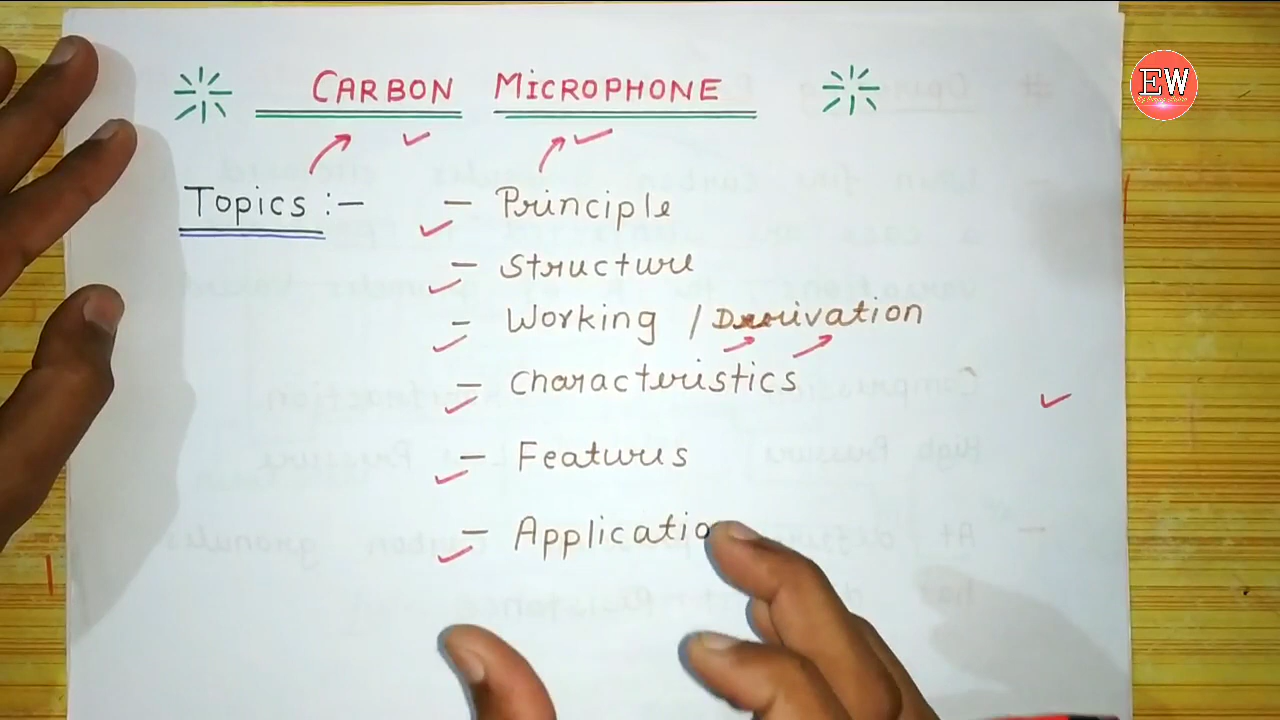 CARBON MICROPHONE
EW
Topics :-
- Principle
- Structure
- Working / Derivation
- Characteristics
- Features
- Applicatio